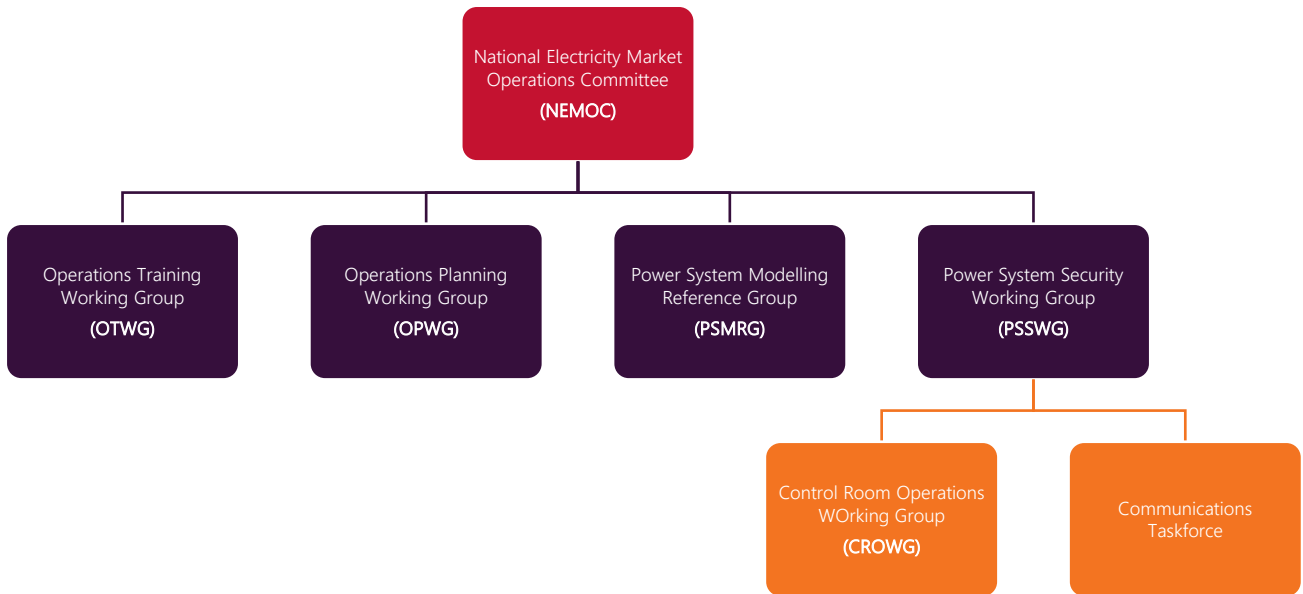 National Electricity Market
Operations Committee
(NEMOC)
Operations Training
Working Group
(OTWG)
Operations Planning
Working Group
(OPWG)
Power System Modelling
Reference Group
(PSMRG)
Power System Security
Working Group
(PSSWG)
Control Room Operations
WOrking Group
(CROWG)
Communications
Taskforce